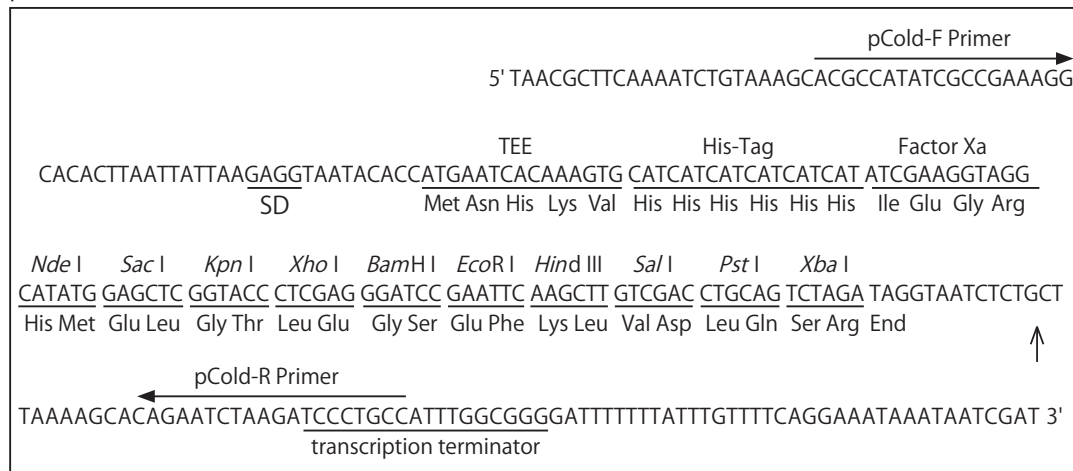 pCold-F Primer
5' TAACGCTTCAAAATCTGTAAAGCACGCCATATCGCCGAAAGG
TEE His-Tag Factor Xa
CACACTTAATTATTAAGAGGTAATACACCATGAATCACAAAGTG CATCATCATCATCATCAT ATCGAAGGTAGG
SD Met Asn His Lys Val His His His His His His Ile Glu Gly Arg
Nde I Sac I Kpn I Xho I BamH I EcoR I Hind III Sal I Pst I Xba I
CATATG GAGCTC GGTACC CTCGAG GGATCC GAATTC AAGCTT GTCGAC CTGCAG TCTAGA TAGGTAATCTCTGCT
His Met Glu Leu Gly Thr Leu Glu Gly Ser Glu Phe Lys Leu Val Asp Leu Gln Ser Arg End
pCold-R Primer
TAAAAGCACAGAATCTAAGATCCCTGCCATTTGGCGGGGATTTTTTTATTTGTTTTCAGGAAATAAATAATCGAT 3'
transcription terminator